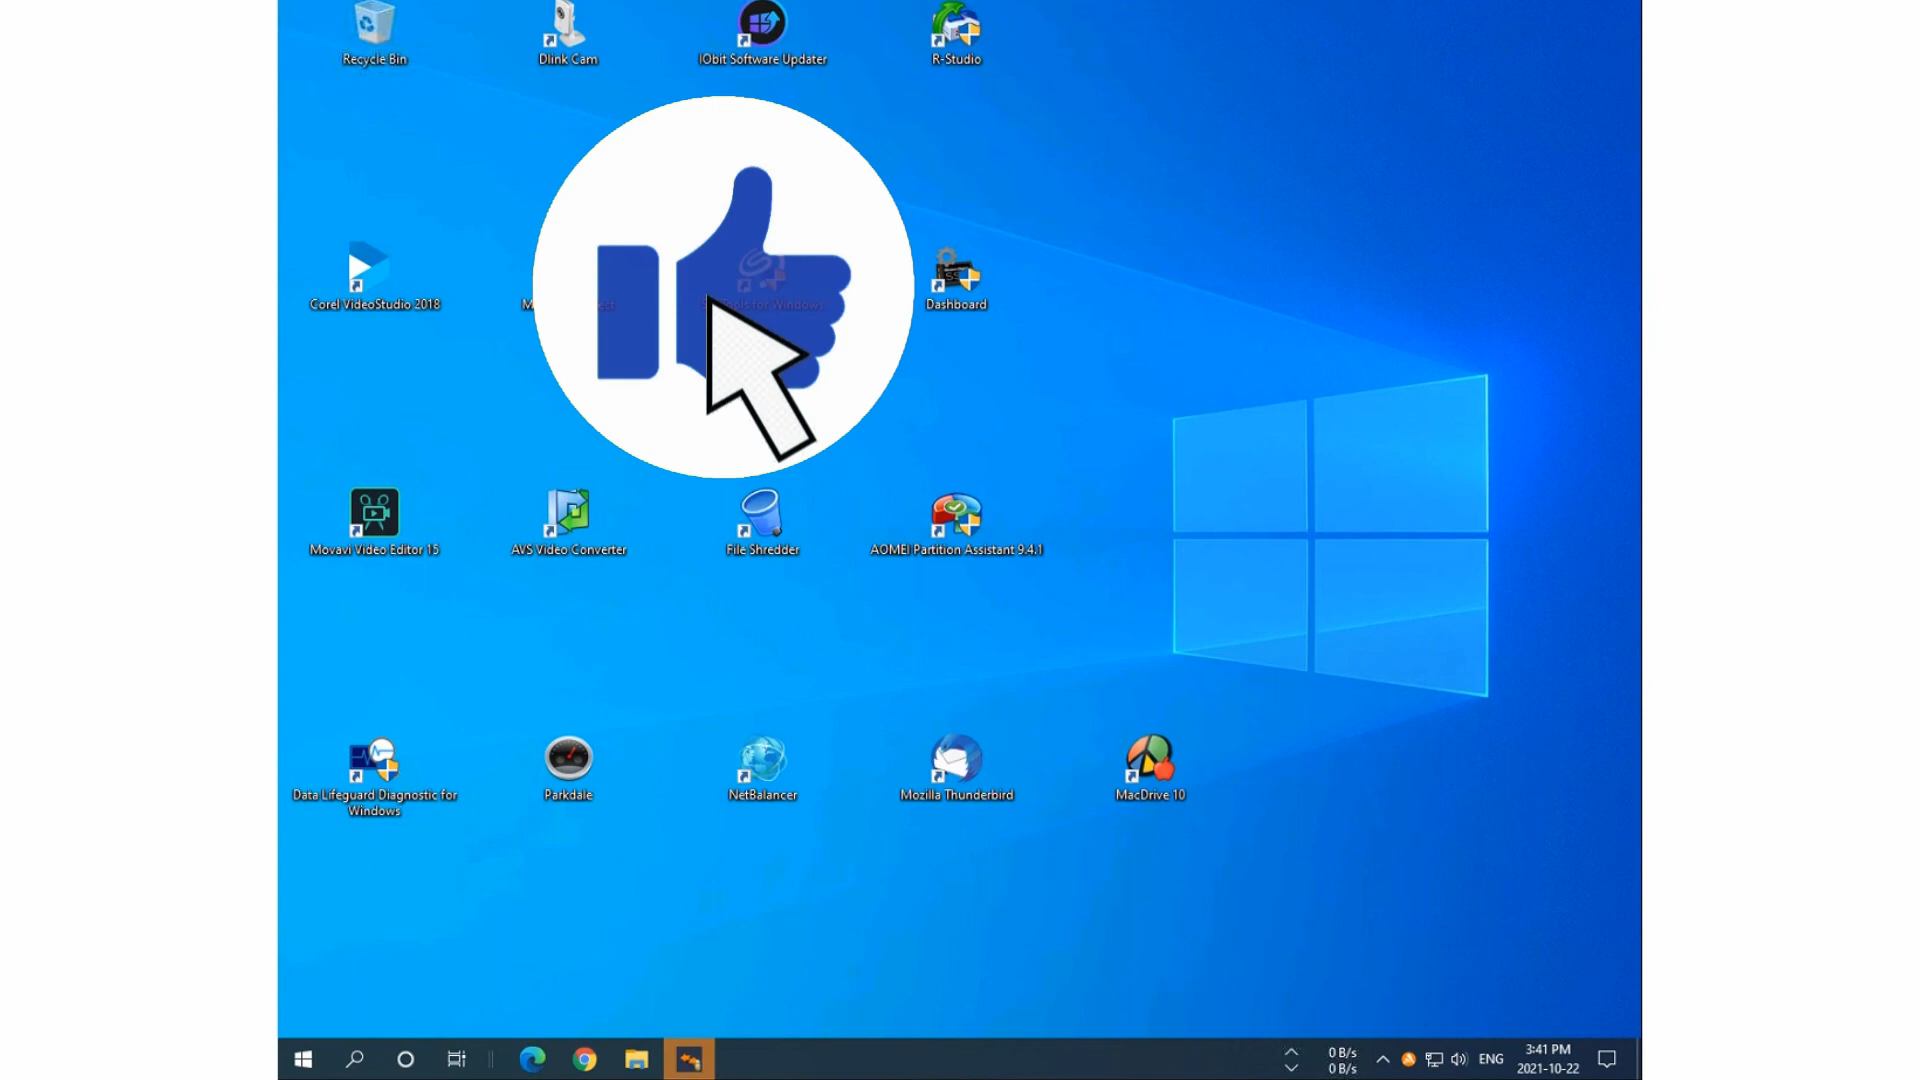 Recycle Bin
Dlink Cam
IObit Software Updater
R-Studio
Corel VideoStudio 2018
Dashboard
Movavi Video Editor 15
AVS Video Converter
File Shredder
AOMEI Partition Assistant 9.4.1
Data Lifeguard Diagnostic for
Windows
Parkdale
NetBalancer
Mozilla Thunderbird
MacDrive 10
0 B/s
0 B/s
ENG
3:41 PM
2021-10-22